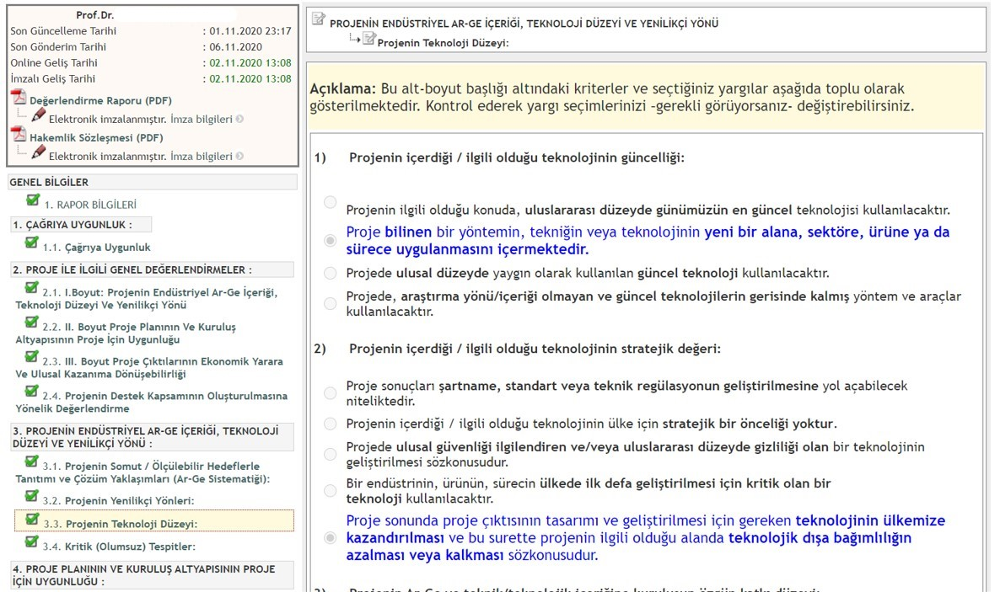 Prof.Dr.
Son Güncelleme Tarihi : 01.11.2020 23:17
Son Gönderim Tarihi : 06.11.2020
Online Geliş Tarihi : 02.11.2020 13:08
İmzalı Geliş Tarihi : 02.11.2020 13:08
Değerlendirme Raporu (PDF)
Elektronik imzalanmıştır. İmza bilgileri
Hakemlik Sözleşmesi (PDF)
Elektronik imzalanmıştır. İmza bilgileri
GENEL BİLGİLER
1. RAPOR BİLGİLERİ
1. ÇAĞRIYA UYGUNLUK :
1.1. Çağrıya Uygunluk
2. PROJE İLE İLGİLİ GENEL DEĞERLENDİRMELER :
2.1. I.Boyut: Projenin Endüstriyel Ar-Ge İçeriği,
Teknoloji Düzeyi Ve Yenilikçi Yönü
2.2. II. Boyut Proje Planının Ve Kuruluş
Altyapısının Proje İçin Uygunluğu
2.3. III. Boyut Proje Çıktılarının Ekonomik Yarara
Ve Ulusal Kazanıma Dönüşebilirliği
2.4. Projenin Destek Kapsamının Oluşturulmasına
Yönelik Değerlendirme
3. PROJENİN ENDÜSTRİYEL AR-GE İÇERİĞİ, TEKNOLOJİ
DÜZEYİ VE YENİLİKÇİ YÖNÜ :
3.1. Projenin Somut / Ölçülebilir Hedeflerle
Tanıtımı ve Çözüm Yaklaşımları (Ar-Ge Sistematiği):
3.2. Projenin Yenilikçi Yönleri:
3.3. Projenin Teknoloji Düzeyi:
3.4. Kritik (Olumsuz) Tespitler:
4. PROJE PLANININ VE KURULUŞ ALTYAPISININ PROJE
İÇİN UYGUNLUĞU :
PROJENİN ENDÜSTRİYEL AR-GE İÇERİĞİ, TEKNOLOJİ DÜZEYİ VE YENİLİKÇİ YÖNÜ
Projenin Teknoloji Düzeyi:
Açıklama: Bu alt-boyut başlığı altındaki kriterler ve seçtiğiniz yargılar aşağıda toplu olarak
gösterilmektedir. Kontrol ederek yargı seçimlerinizi -gerekli görüyorsanız- değiştirebilirsiniz.
1) Projenin içerdiği / ilgili olduğu teknolojinin güncelliği:
Projenin ilgili olduğu konuda, uluslararası düzeyde günümüzün en güncel teknolojisi kullanılacaktır.
Proje bilinen bir yöntemin, tekniğin veya teknolojinin yeni bir alana, sektöre, ürüne ya da
sürece uygulanmasını içermektedir.
Projede ulusal düzeyde yaygın olarak kullanılan güncel teknoloji kullanılacaktır.
Projede, araştırma yönü/içeriği olmayan ve güncel teknolojilerin gerisinde kalmış yöntem ve araçlar
kullanılacaktır.
2) Projenin içerdiği / ilgili olduğu teknolojinin stratejik değeri:
Proje sonuçları şartname, standart veya teknik regülasyonun geliştirilmesine yol açabilecek
niteliktedir.
Projenin içerdiği / ilgili olduğu teknolojinin ülke için stratejik bir önceliği yoktur.
Projede ulusal güvenliği ilgilendiren ve/veya uluslararası düzeyde gizliliği olan bir teknolojinin
geliştirilmesi sözkonusudur.
Bir endüstrinin, ürünün, sürecin ülkede ilk defa geliştirilmesi için kritik olan bir
teknoloji kullanılacaktır.
Proje sonunda proje çıktısının tasarımı ve geliştirilmesi için gereken teknolojinin ülkemize
kazandırılması ve bu surette projenin ilgili olduğu alanda teknolojik dışa bağımlılığın
azalması veya kalkması sözkonusudur.